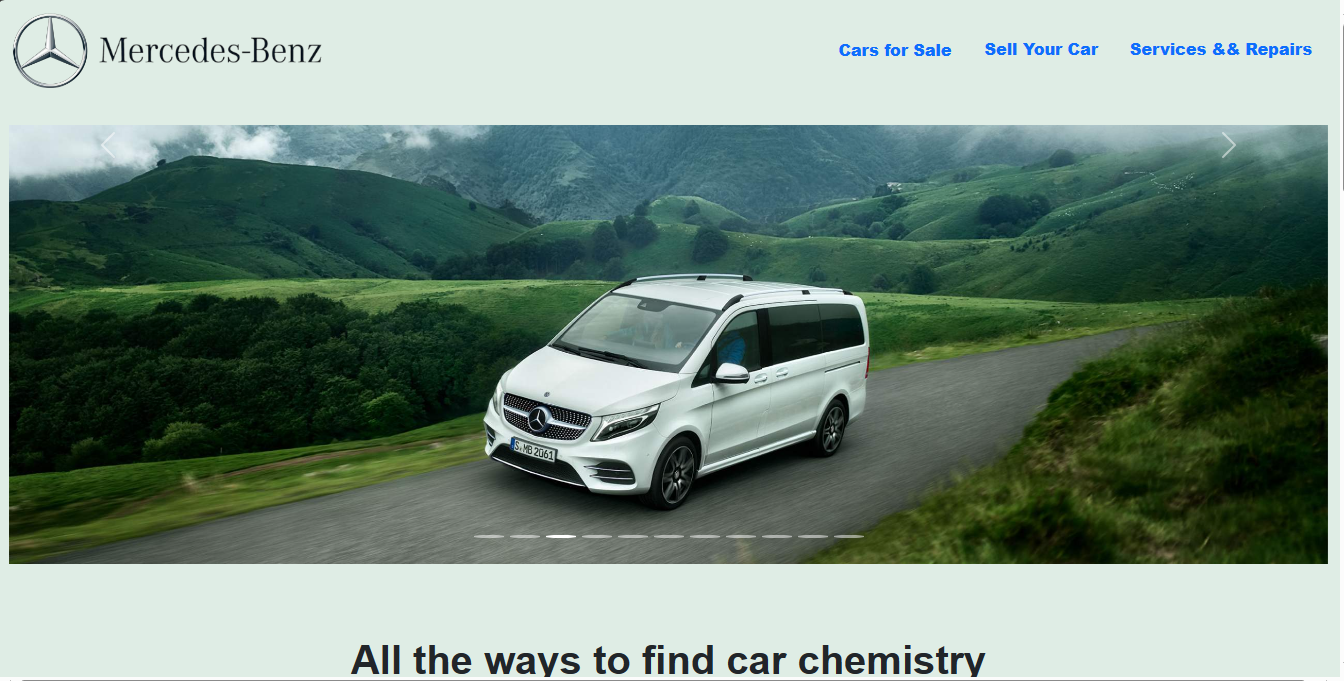 Mercedes-Benz
Cars for Sale
Sell Your Car
Services && Repairs
S MB 2061
All the ways to find car chemistry